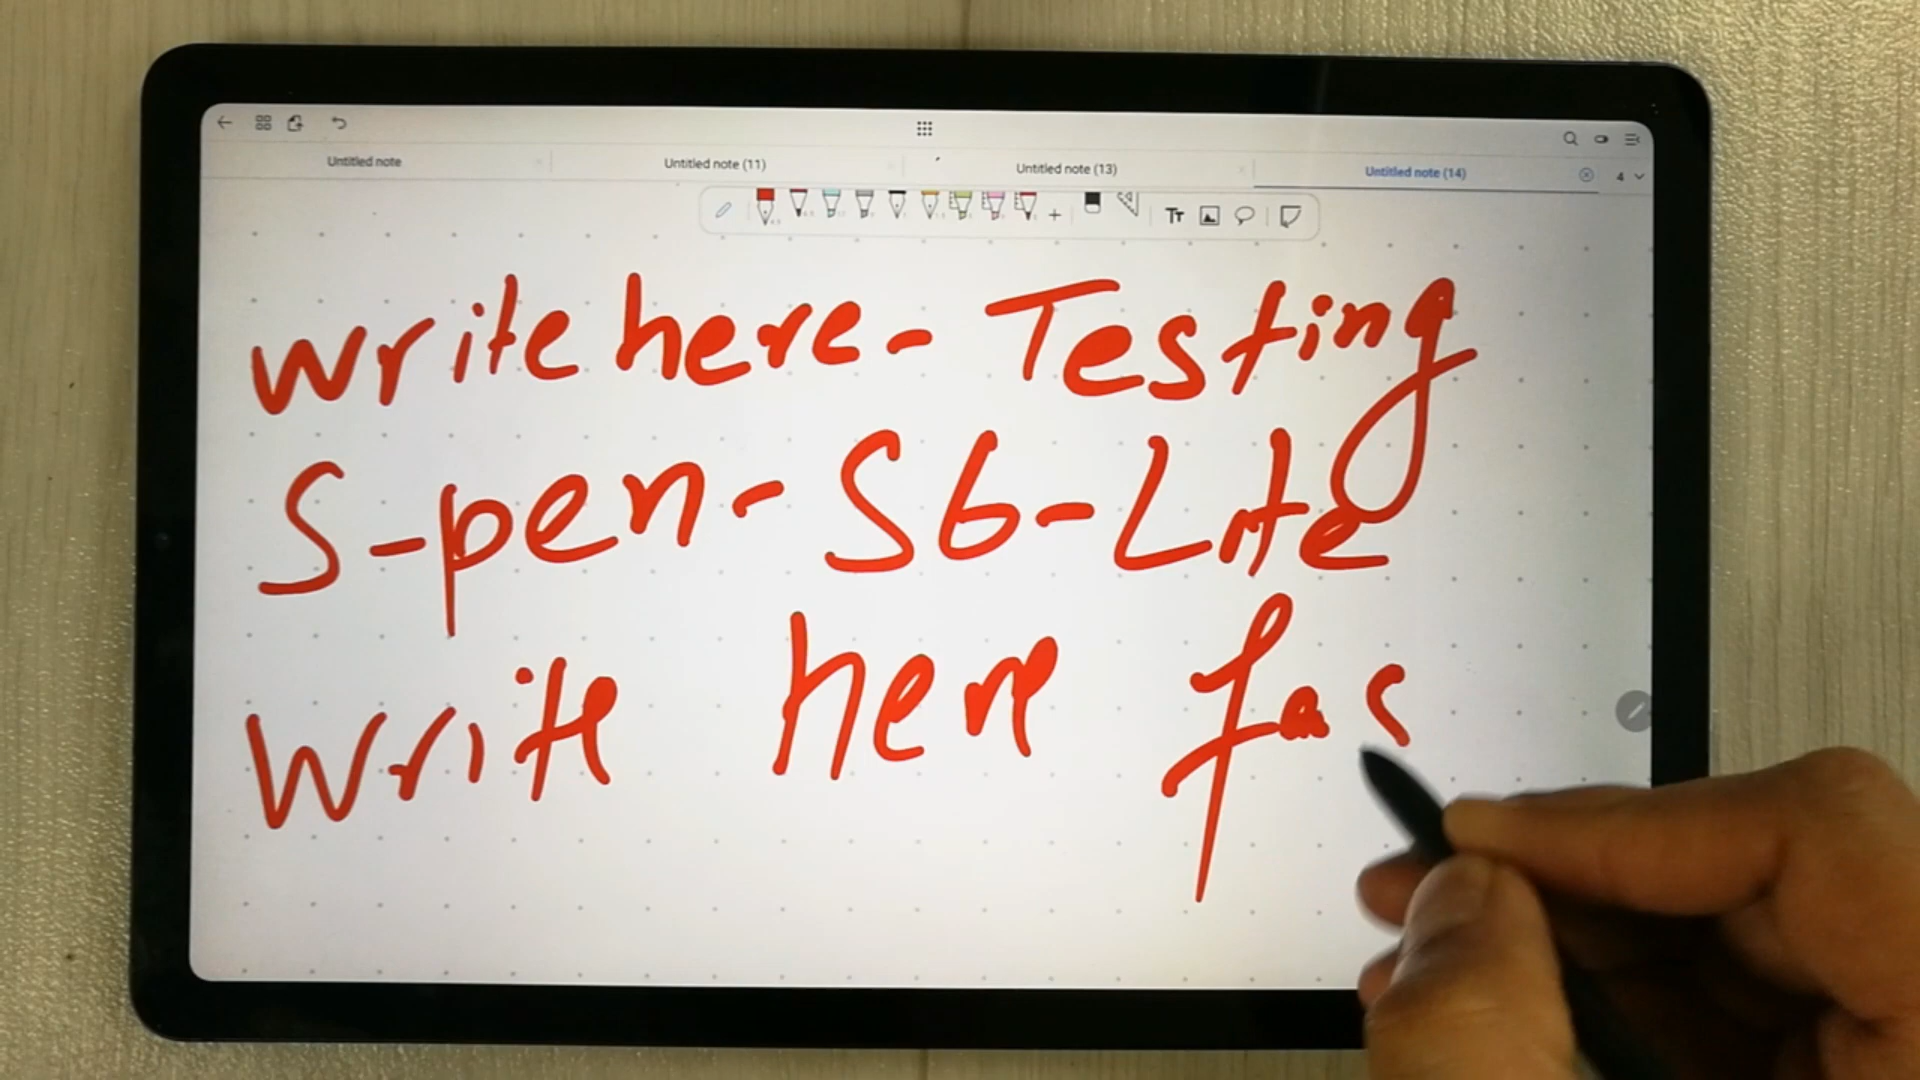 Untitled note Untitled note (11) Untitled note (13) Untitled note (14) 4
Tт
write here- Testing
S-pen- S6-Lite
Write here fas